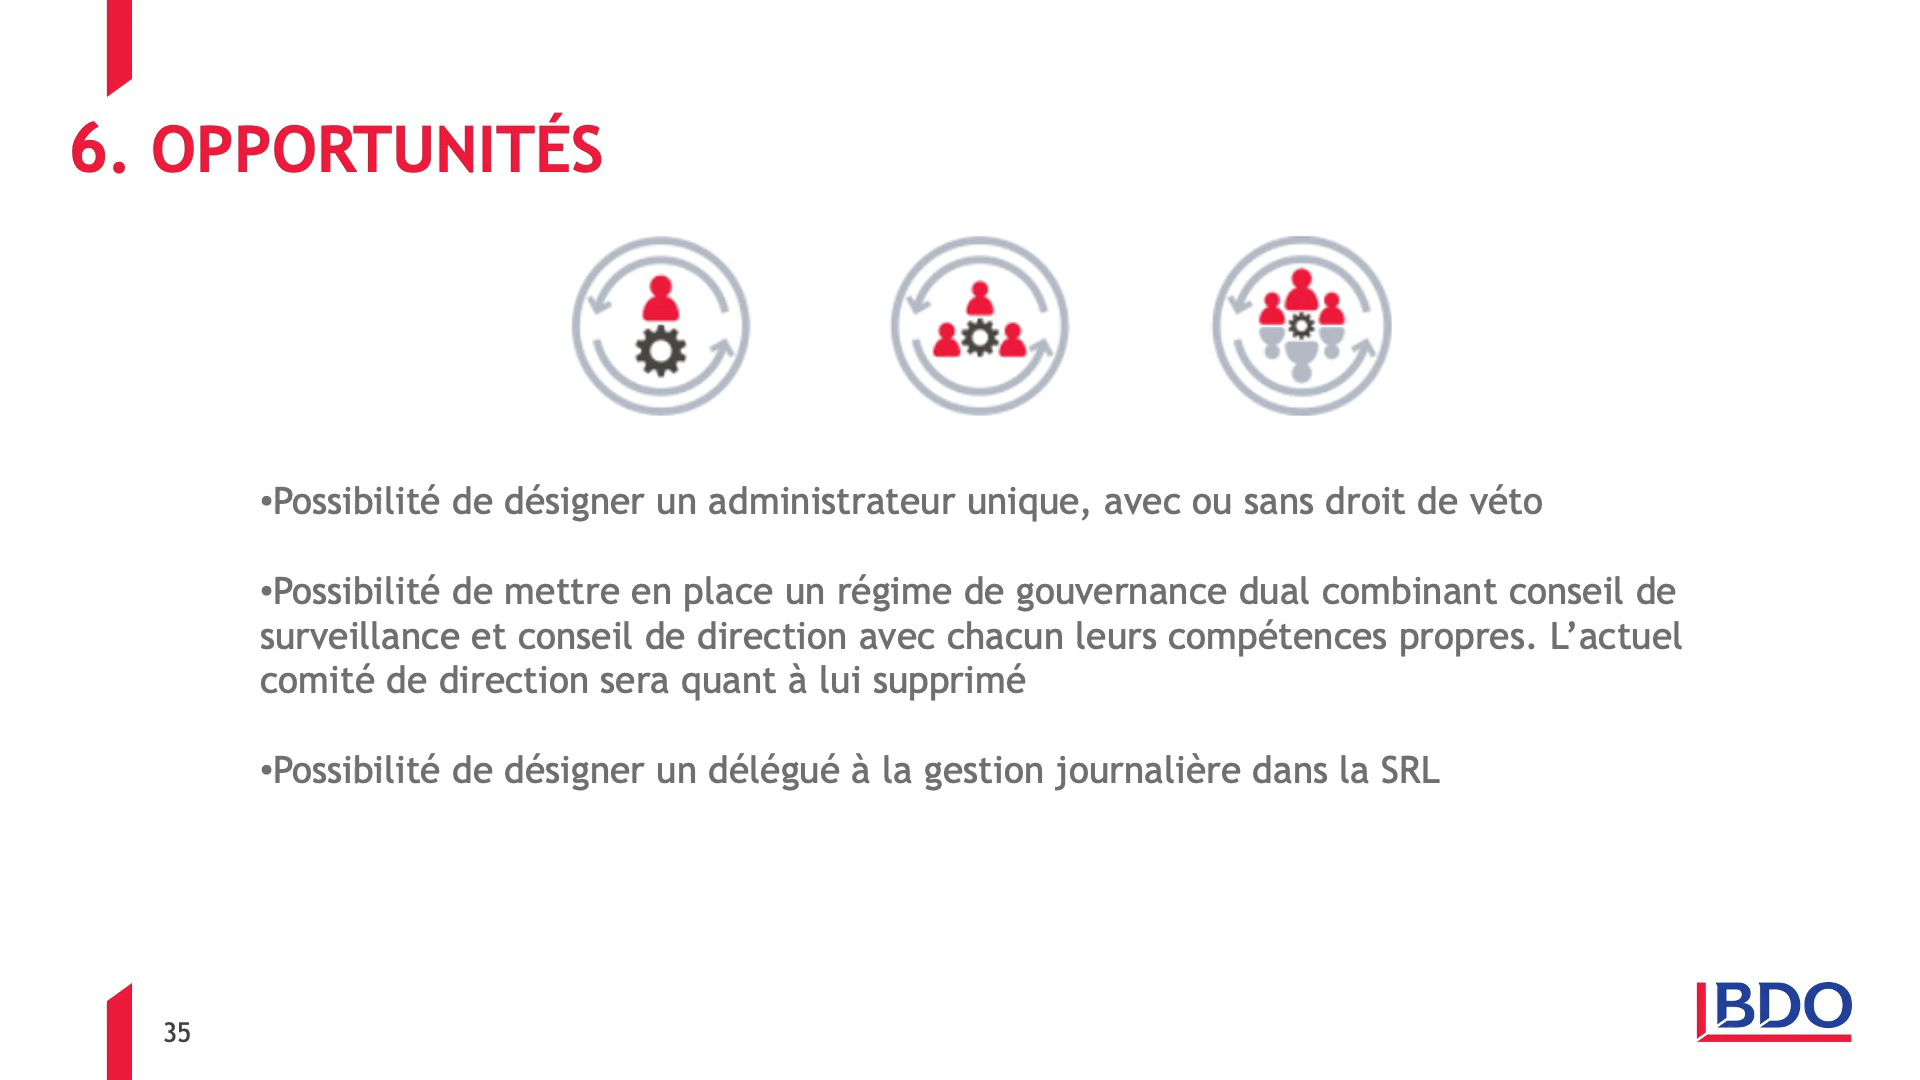 6. OPPORTUNITÉS
•Possibilité de désigner un administrateur unique, avec ou sans droit de véto
•Possibilité de mettre en place un régime de gouvernance dual combinant conseil de
surveillance et conseil de direction avec chacun leurs compétences propres. L’actuel
comité de direction sera quant à lui supprimé
•Possibilité de désigner un délégué à la gestion journalière dans la SRL
35
BDO